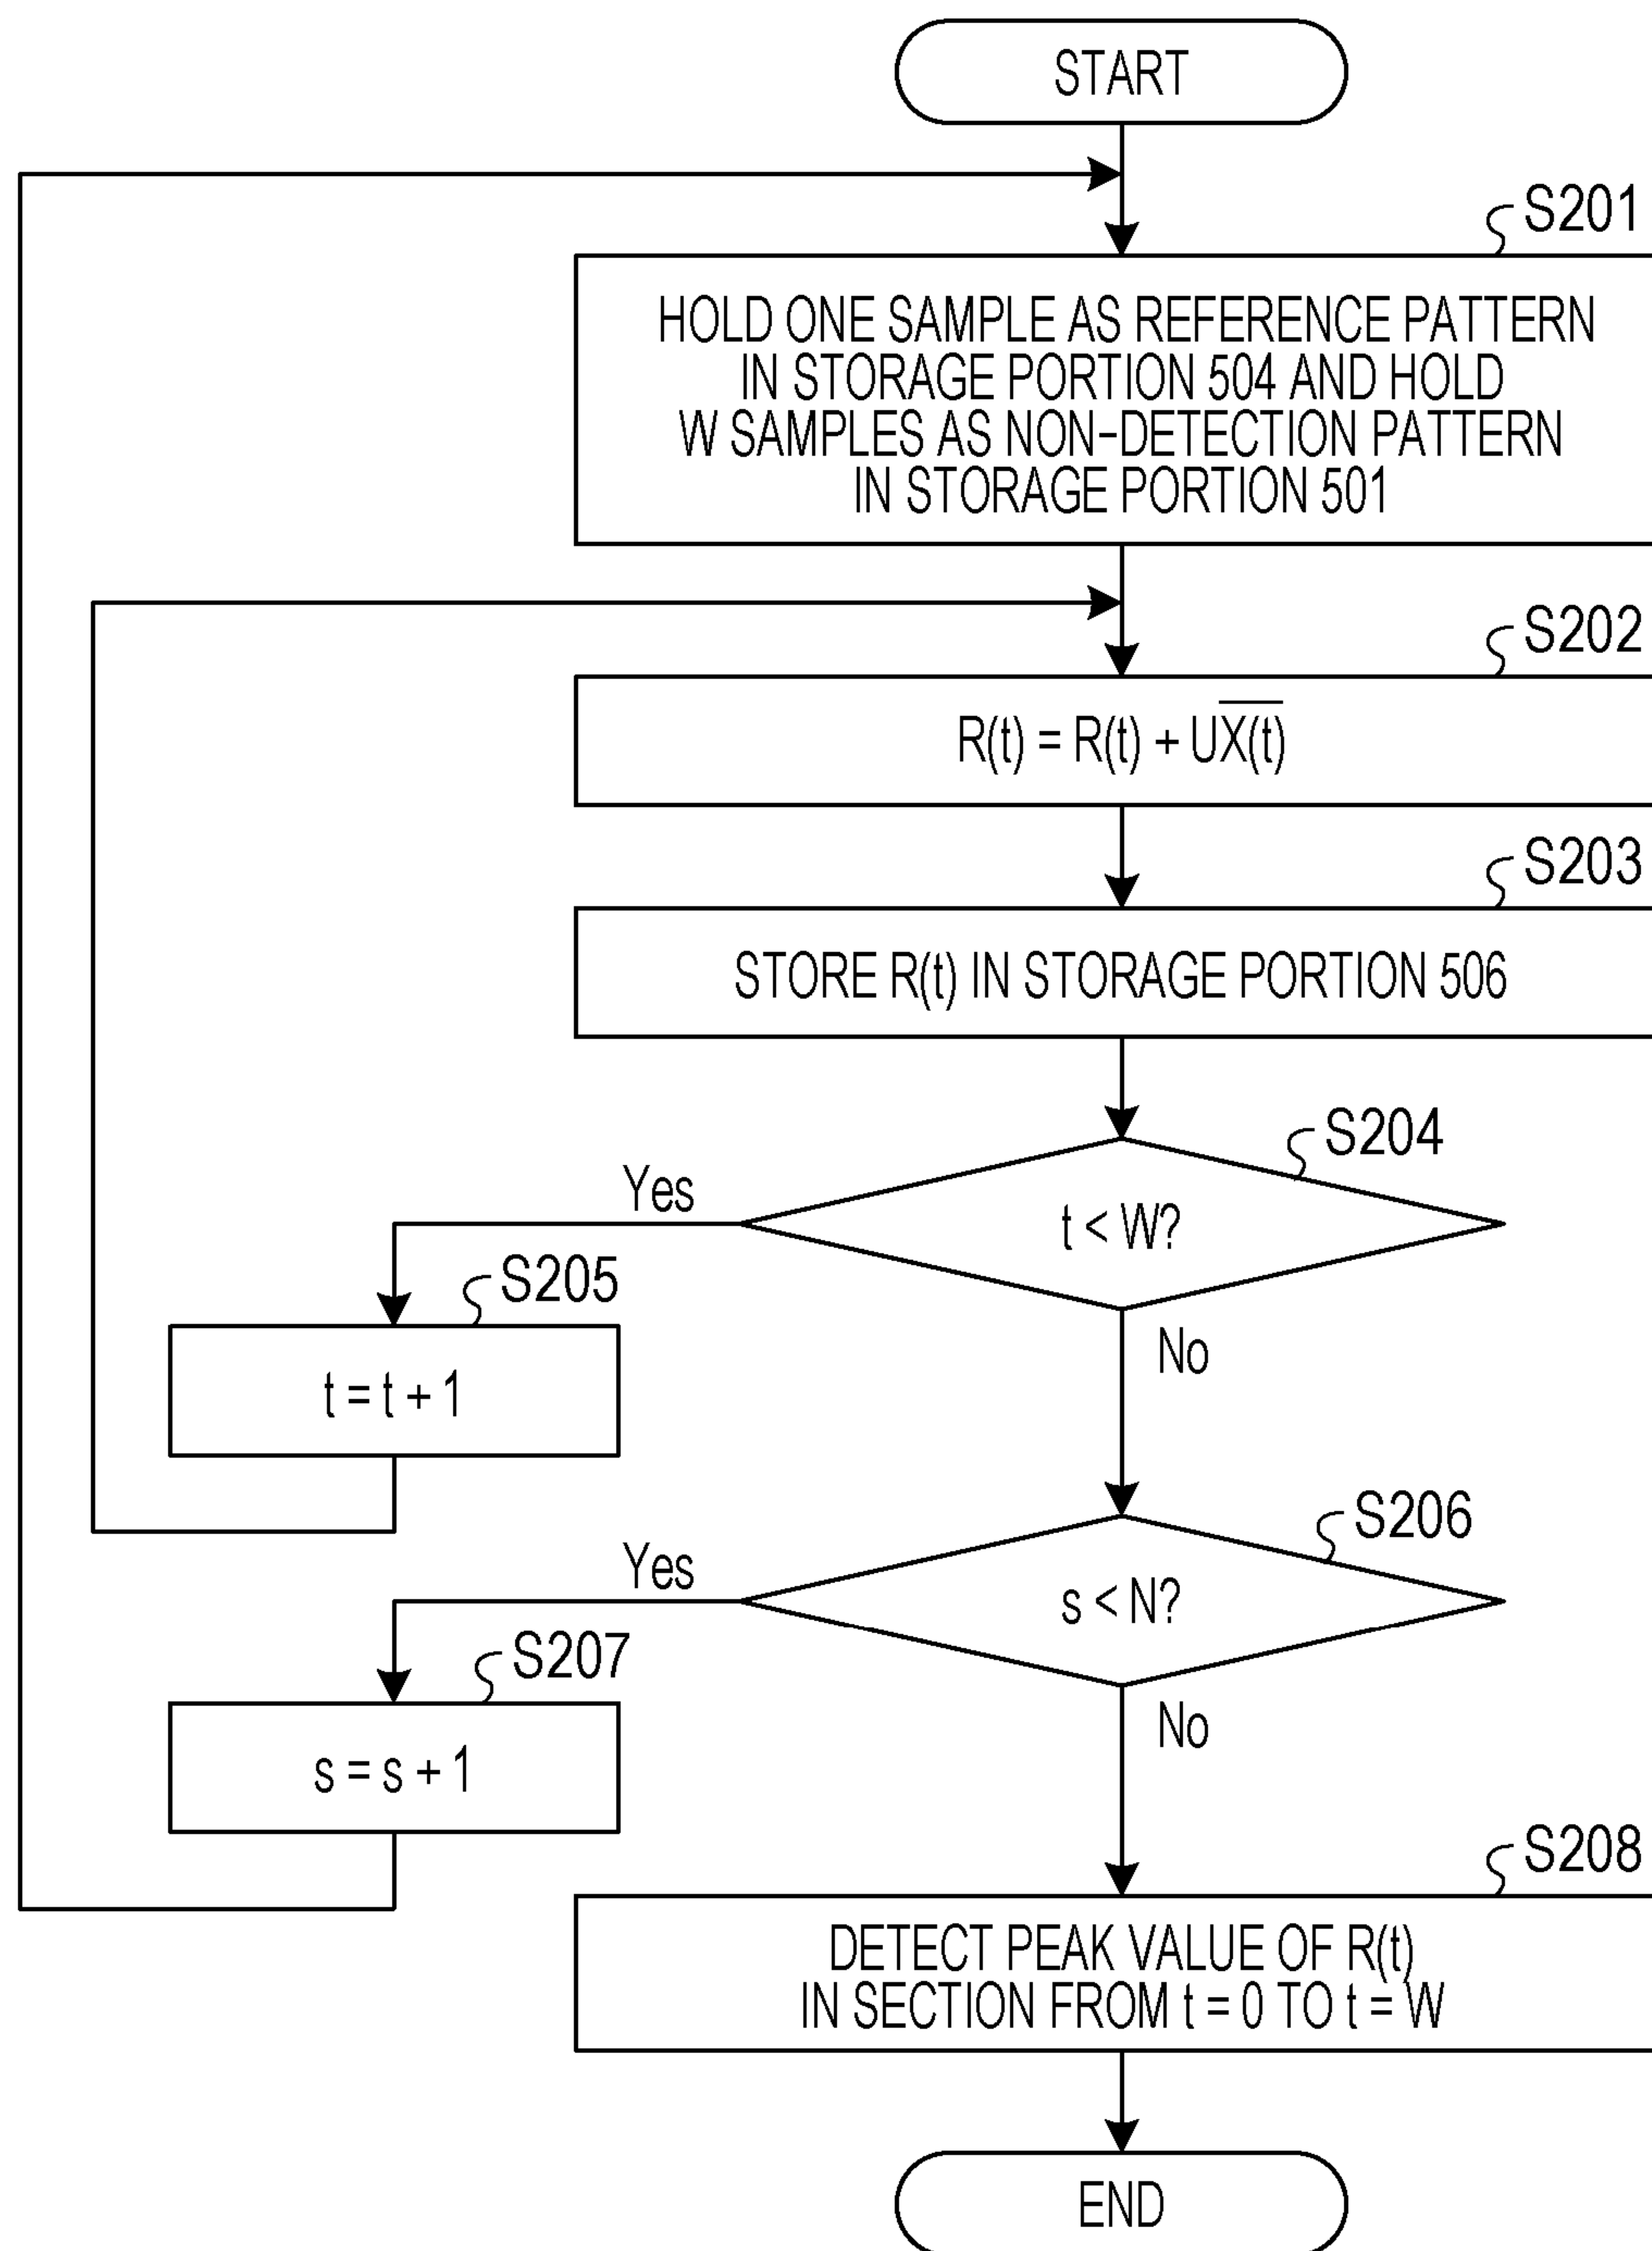 START
S201
HOLD ONE SAMPLE AS REFERENCE PATTERN
IN STORAGE PORTION 504 AND HOLD
W SAMPLES AS NON-DETECTION PATTERN
IN STORAGE PORTION 501
S202
R(t) = R(t) + UX̅(̅t̅)̅
S203
STORE R(t) IN STORAGE PORTION 506
S204
Yes
t < W?
S205
No
t = t + 1
S206
Yes
s < N?
S207
No
s = s + 1
S208
DETECT PEAK VALUE OF R(t)
IN SECTION FROM t = 0 TO t = W
END